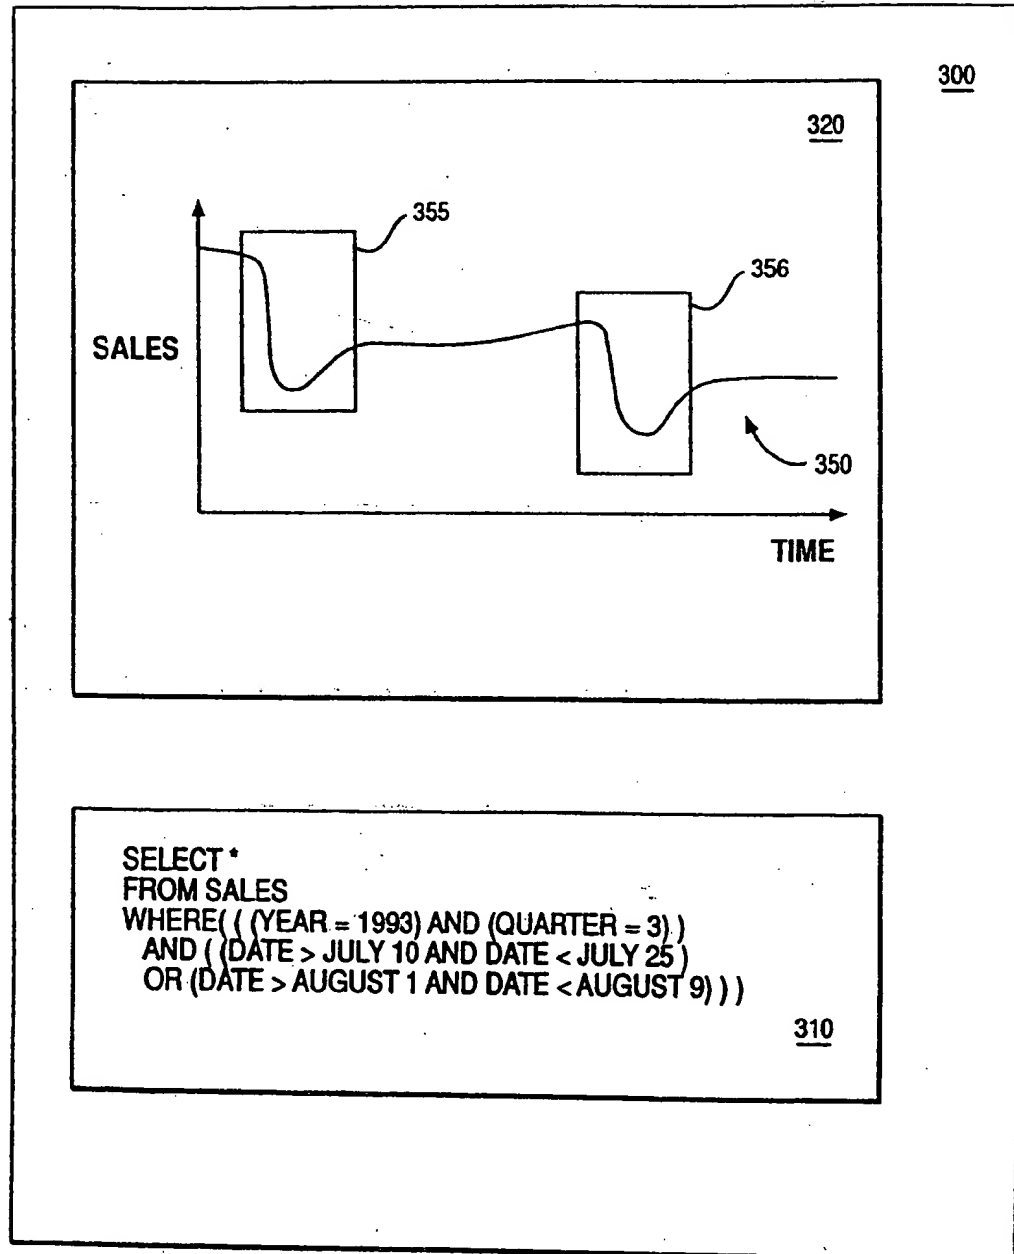 300
320
355
356
SALES
350
TIME
SELECT *
FROM SALES
WHERE( ( (YEAR = 1993) AND (QUARTER = 3) )
AND ( (DATE > JULY 10 AND DATE < JULY 25 )
OR (DATE > AUGUST 1 AND DATE < AUGUST 9) ) )
310